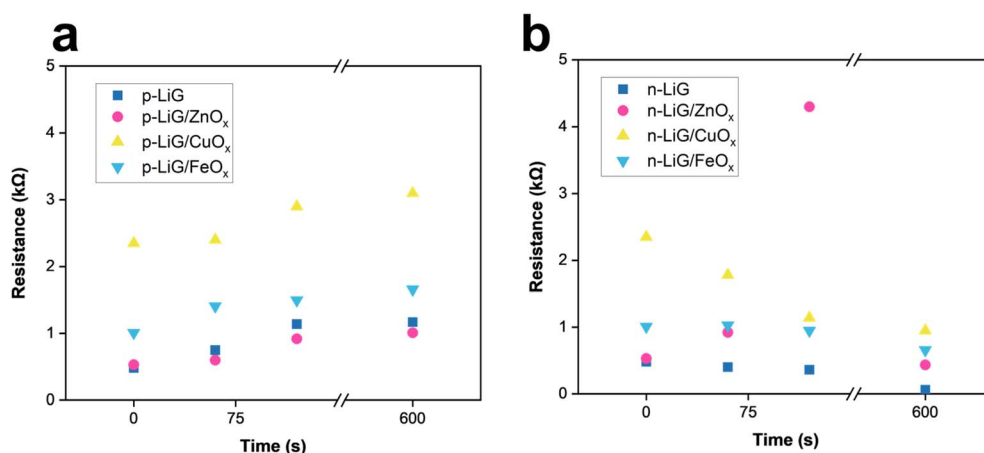 a
5
4
3
2
1
0
Resistance (kΩ)
p-LiG
p-LiG/ZnOx
p-LiG/CuOx
p-LiG/FeOx
0 75 600
Time (s)
b
5
4
3
2
1
0
Resistance (kΩ)
n-LiG
n-LiG/ZnOx
n-LiG/CuOx
n-LiG/FeOx
0 75 600
Time (s)